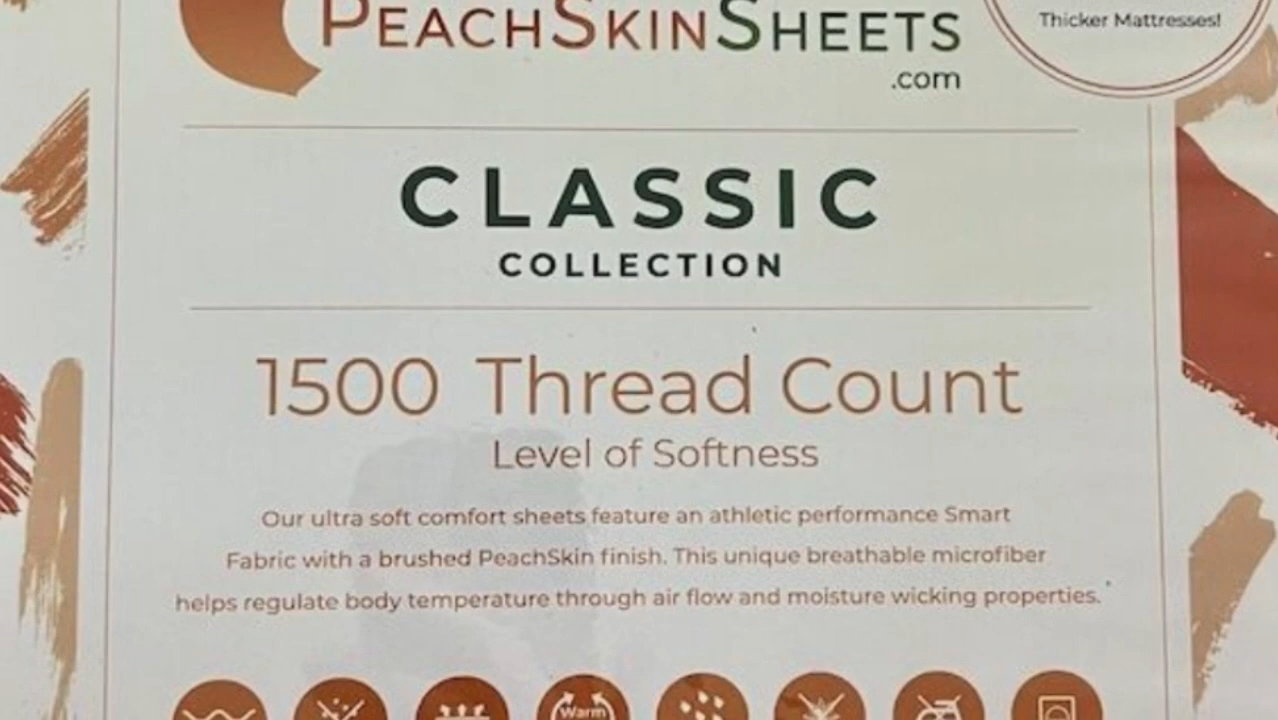 Thicker Mattresses!
PEACHSKINSHEETS
.com
CLASSIC
COLLECTION
1500 Thread Count
Level of Softness
Our ultra soft comfort sheets feature an athletic performance Smart
Fabric with a brushed PeachSkin finish. This unique breathable microfiber
helps regulate body temperature through air flow and moisture wicking properties.
Warm